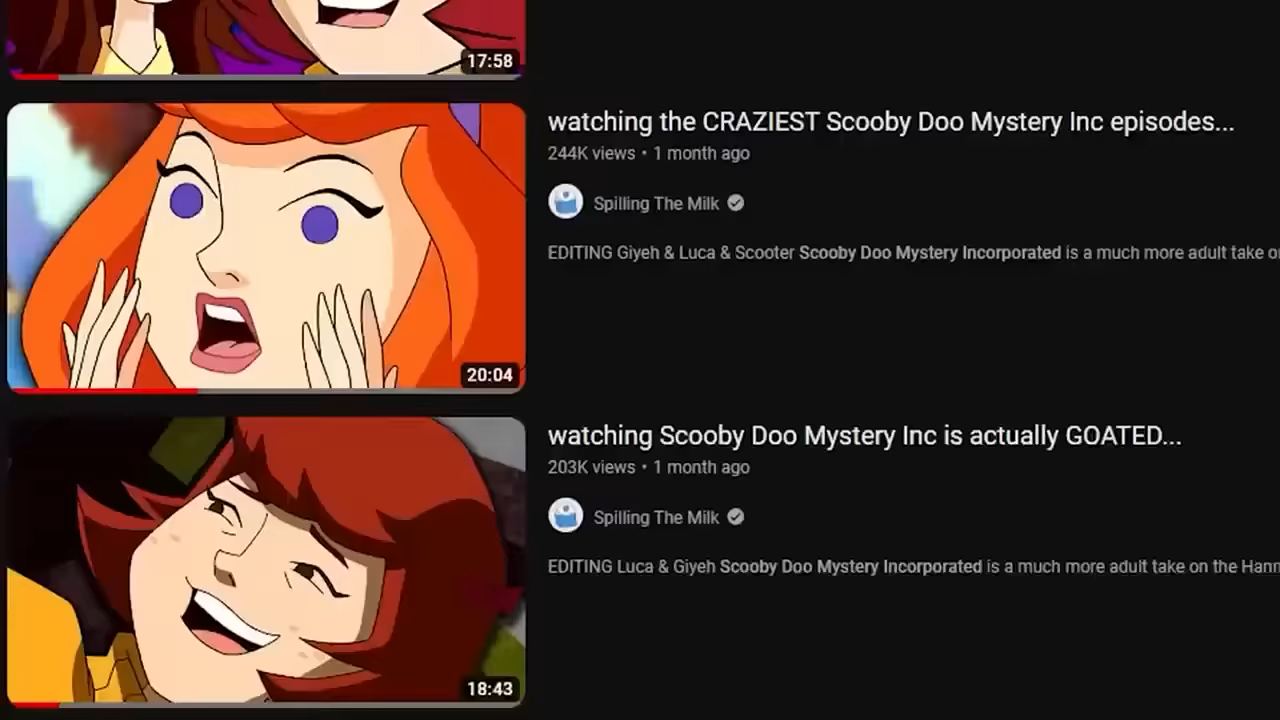 17:58
watching the CRAZIEST Scooby Doo Mystery Inc episodes...
244K views • 1 month ago
Spilling The Milk
EDITING Giyeh & Luca & Scooter Scooby Doo Mystery Incorporated is a much more adult take
20:04
watching Scooby Doo Mystery Inc is actually GOATED...
203K views • 1 month ago
Spilling The Milk
EDITING Luca & Giyeh Scooby Doo Mystery Incorporated is a much more adult take on the Hann
18:43